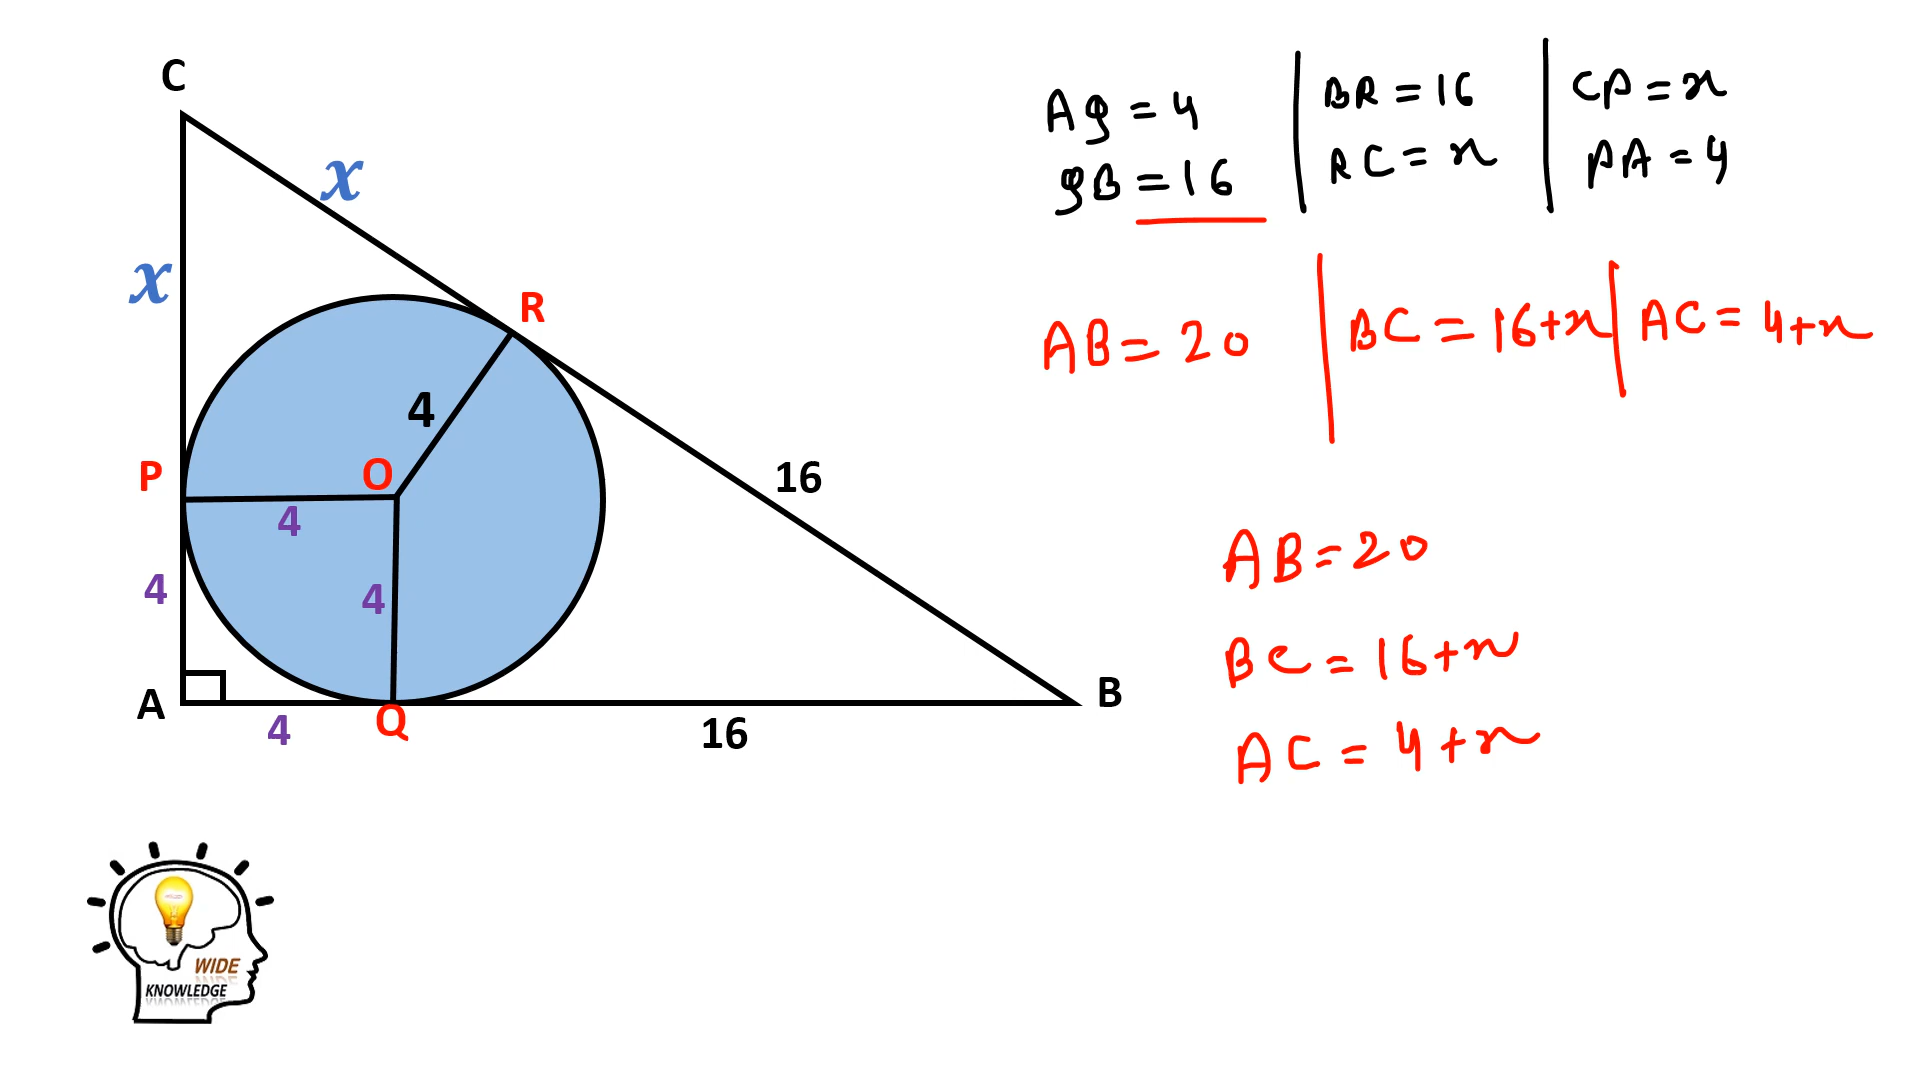 C
x
x
R
4
P
O
4
4
4
16
A
4
Q
16
B
AQ = 4
QB = 16
BR = 16
RC = x
CP = x
PA = 4
AB = 20
BC = 16+x
AC = 4+x
AB = 20
BC = 16+x
AC = 4+x
WIDE
KNOWLEDGE